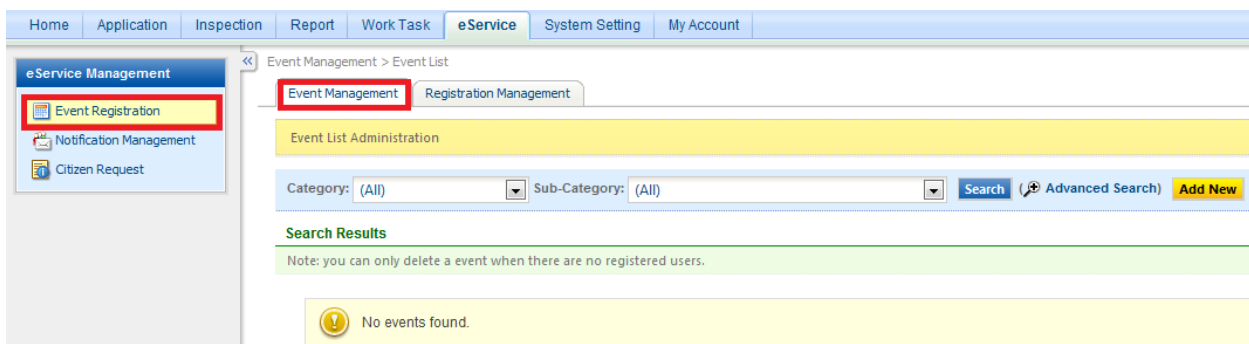 Home Application Inspection Report Work Task eService System Setting My Account
eService Management
Event Registration
Notification Management
Citizen Request
Event Management > Event List
Event Management Registration Management
Event List Administration
Category: (All) Sub-Category: (All) Search (Advanced Search) Add New
Search Results
Note: you can only delete a event when there are no registered users.
No events found.